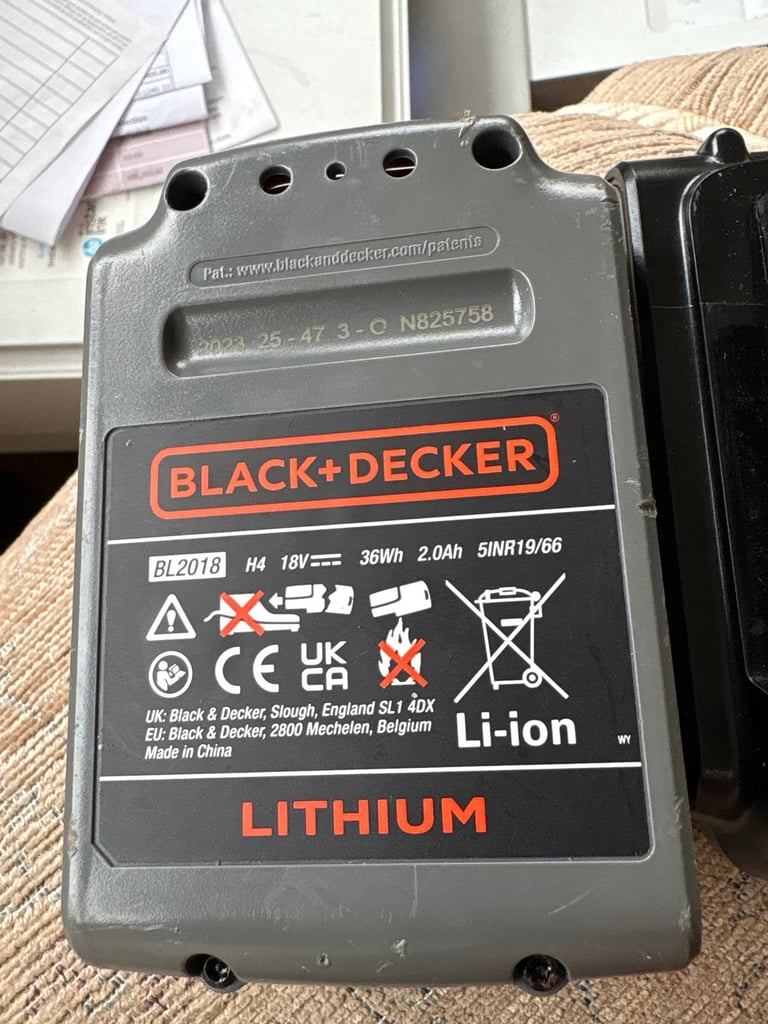 Pat.: www.blackanddecker.com/patents
2023 25-47 3-O N825758
BLACK+DECKER®
BL2018 H4 18V 36Wh 2.0Ah 5INR19/66
CE UK
CA
UK: Black & Decker, Slough, England SL1 4DX
EU: Black & Decker, 2800 Mechelen, Belgium
Made in China
Li-ion
WY
LITHIUM